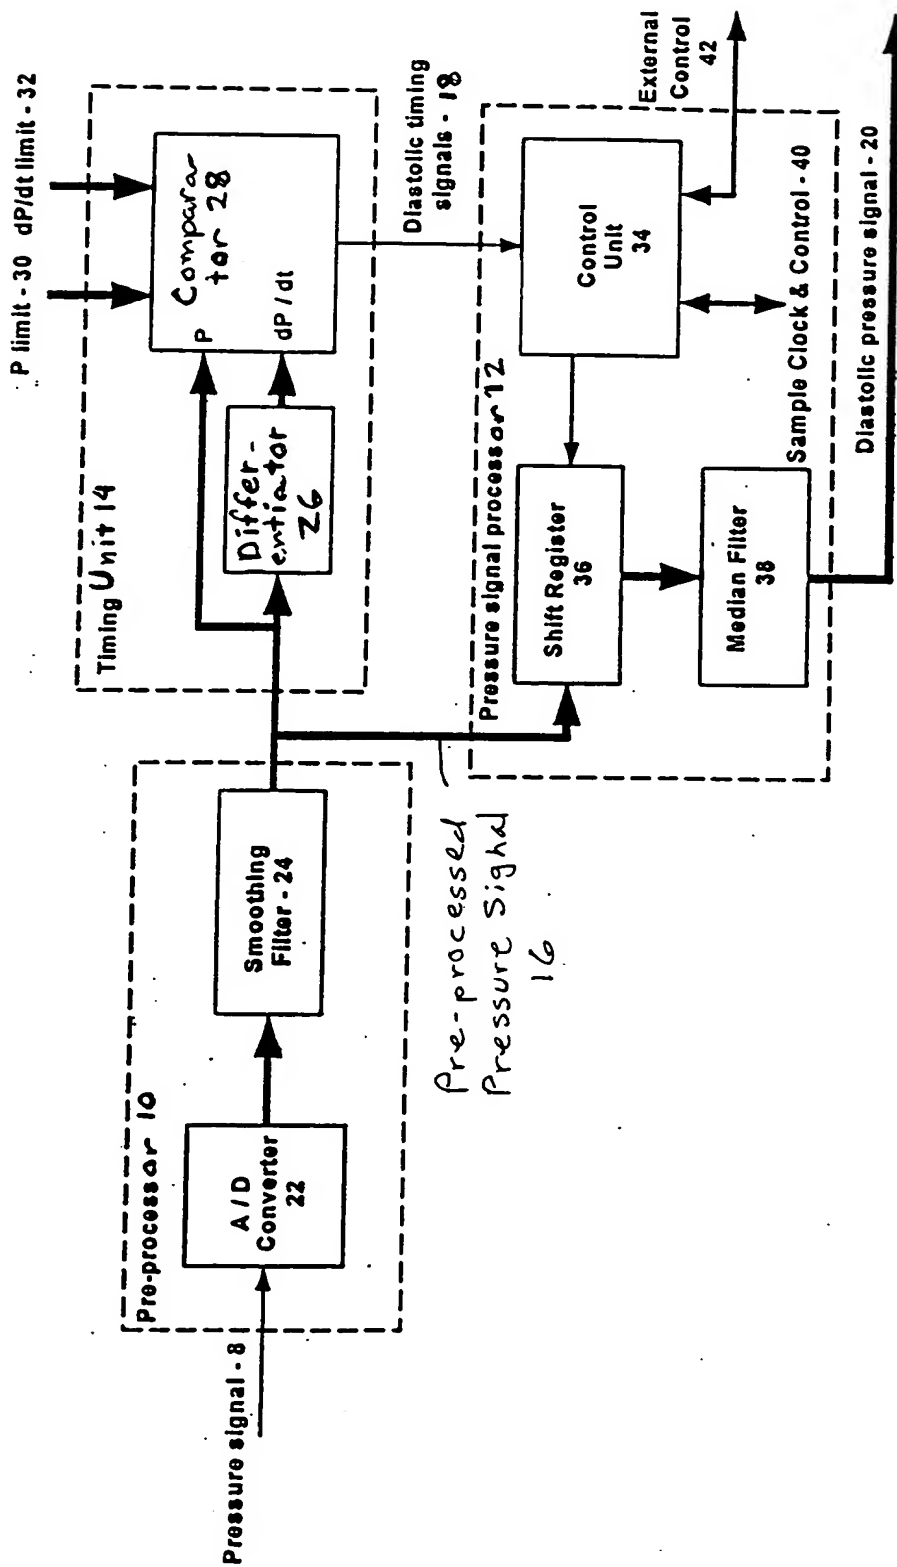 Pressure signal - 8
Pre-processor 10
A / D
Converter
22
Smoothing
Filter - 24
Pre-processed
Pressure Signal
16
Timing Unit 14
Differ-
entiator
26
P
dP / dt
Compara-
tor 28
P limit - 30
dP/dt limit - 32
Diastolic timing
signals - 18
Pressure signal processor 12
Shift Register
36
Median Filter
38
Control
Unit
34
External
Control
42
Sample Clock & Control - 40
Diastolic pressure signal - 20